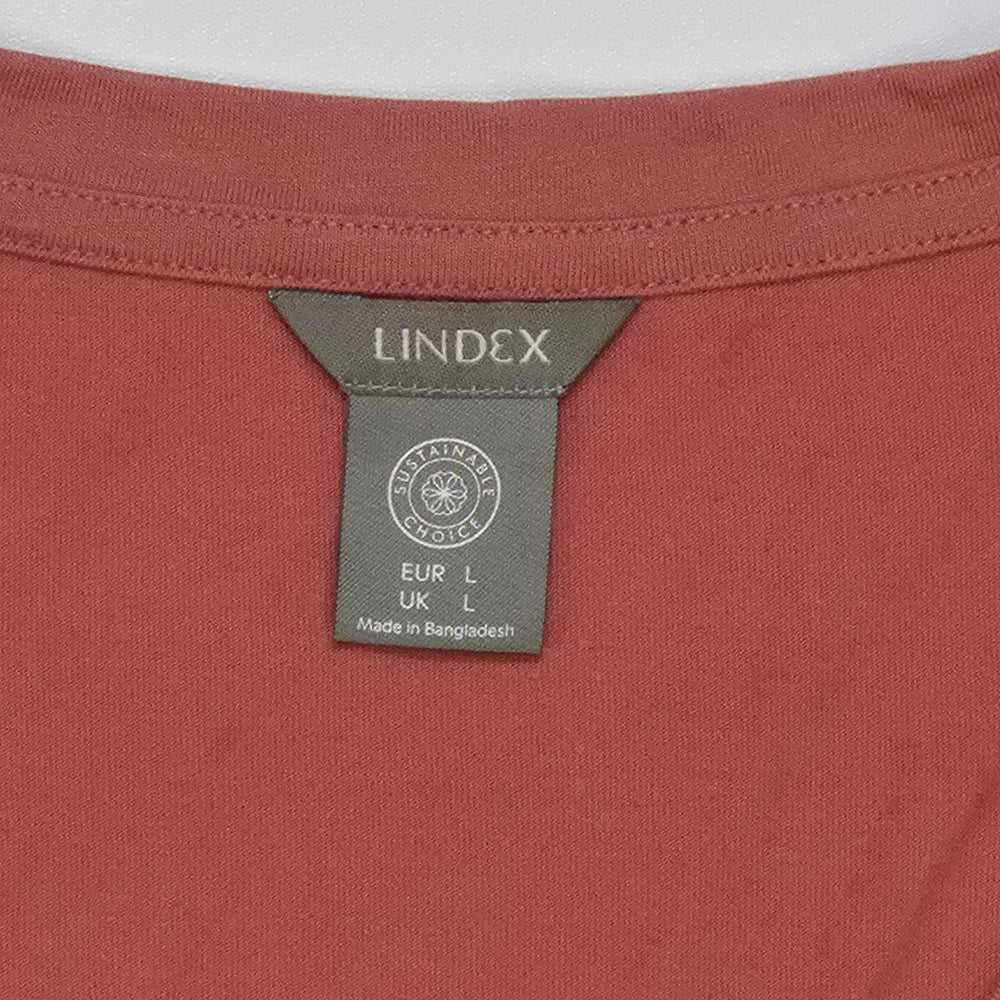 LINDEX
SUSTAINABLE
CHOICE
EUR L
UK L
Made in Bangladesh